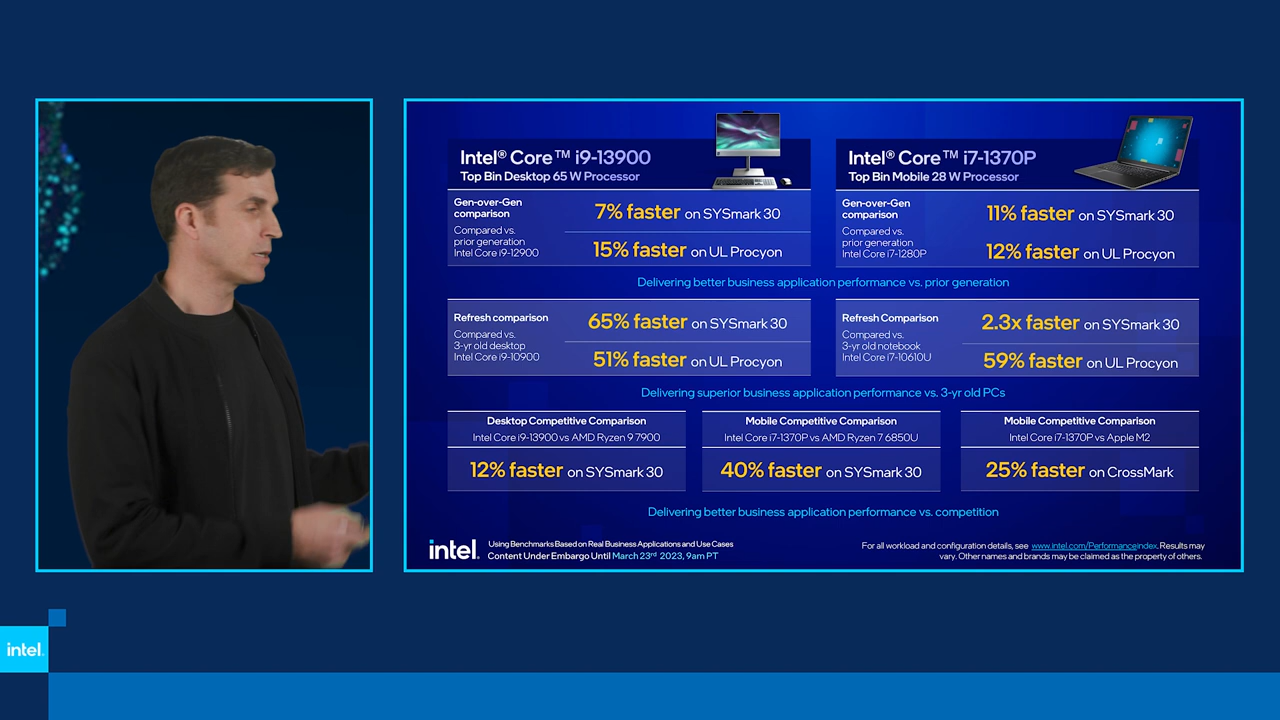 Intel® Core™ i9-13900
Top Bin Desktop 65 W Processor
Gen-over-Gen
comparison
Compared vs.
prior generation
Intel Core i9-12900
7% faster on SYSmark 30
15% faster on UL Procyon
Intel® Core™ i7-1370P
Top Bin Mobile 28 W Processor
Gen-over-Gen
comparison
Compared vs.
prior generation
Intel Core i7-1280P
11% faster on SYSmark 30
12% faster on UL Procyon
Delivering better business application performance vs. prior generation
Refresh comparison
Compared vs.
3-yr old desktop
Intel Core i9-10900
65% faster on SYSmark 30
51% faster on UL Procyon
Refresh Comparison
Compared vs.
3-yr old notebook
Intel Core i7-10610U
2.3x faster on SYSmark 30
59% faster on UL Procyon
Delivering superior business application performance vs. 3-yr old PCs
Desktop Competitive Comparison
Intel Core i9-13900 vs AMD Ryzen 9 7900
12% faster on SYSmark 30
Mobile Competitive Comparison
Intel Core i7-1370P vs AMD Ryzen 7 6850U
40% faster on SYSmark 30
Mobile Competitive Comparison
Intel Core i7-1370P vs Apple M2
25% faster on CrossMark
Delivering better business application performance vs. competition
intel.
Using Benchmarks Based on Real Business Applications and Use Cases
Content Under Embargo Until March 23rd 2023, 9am PT
For all workload and configuration details, see www.intel.com/Performanceindex. Results may
vary. Other names and brands may be claimed as the property of others.
intel.